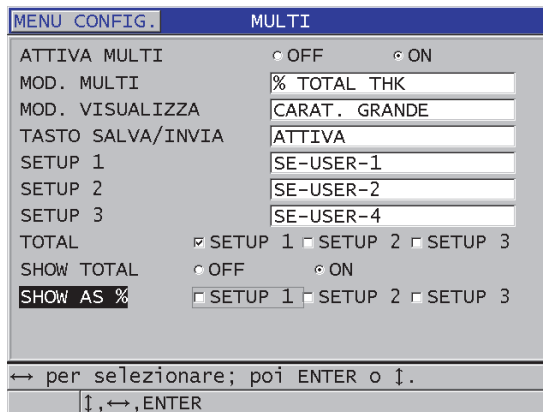 MENU CONFIG. MULTI
ATTIVA MULTI OFF ON
MOD. MULTI % TOTAL THK
MOD. VISUALIZZA CARAT. GRANDE
TASTO SALVA/INVIA ATTIVA
SETUP 1 SE-USER-1
SETUP 2 SE-USER-2
SETUP 3 SE-USER-4
TOTAL SETUP 1 SETUP 2 SETUP 3
SHOW TOTAL OFF ON
SHOW AS % SETUP 1 SETUP 2 SETUP 3
↔ per selezionare; poi ENTER o ↕.
↕,↔,ENTER